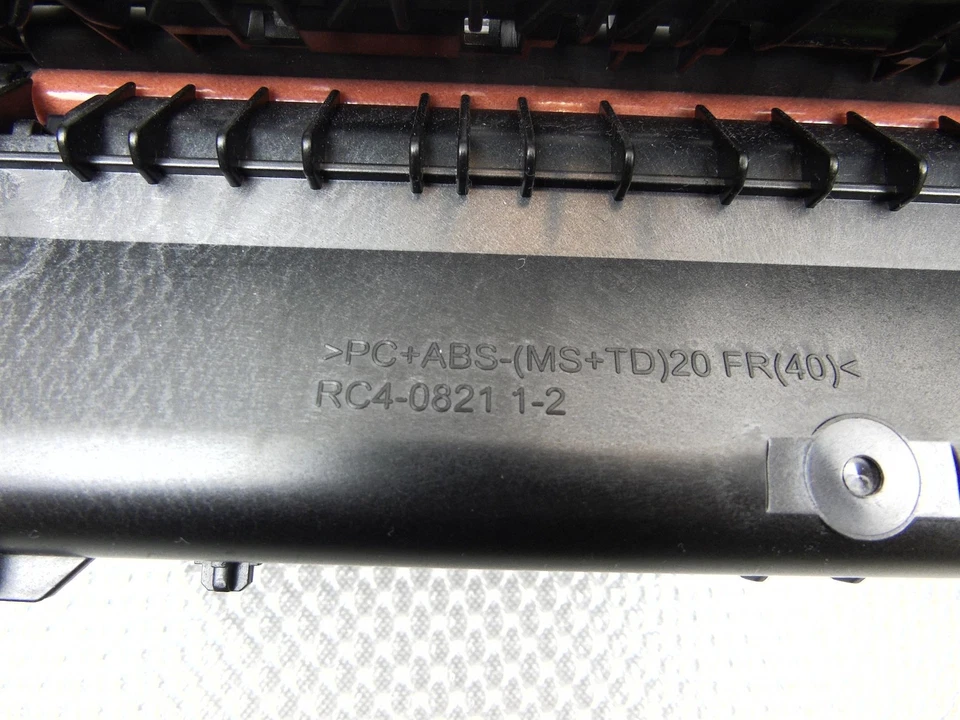 >PC+ABS-(MS+TD)20 FR(40)<
RC4-0821 1-2